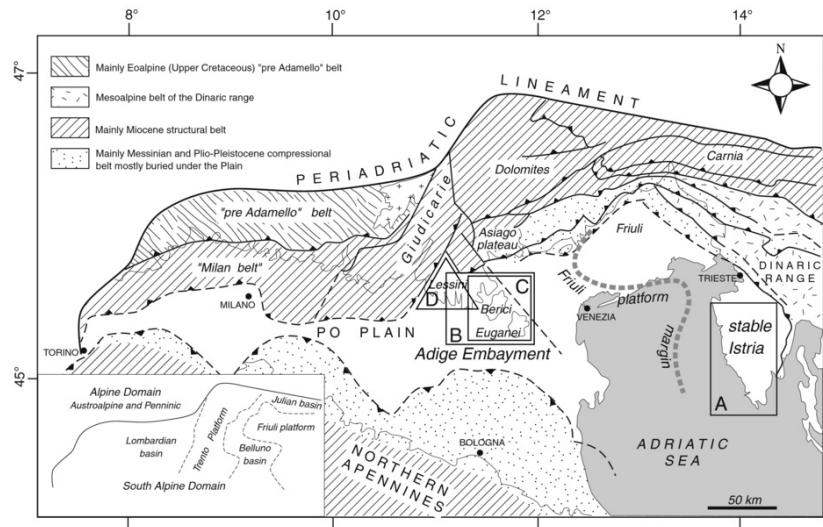 8°
10°
12°
14°
47°
45°
N
Mainly Eoalpine (Upper Cretaceous) "pre Adamello" belt
Mesoalpine belt of the Dinaric range
Mainly Miocene structural belt
Mainly Messinian and Plio-Pleistocene compressional
belt mostly buried under the Plain
PERIADRIATIC
LINEAMENT
"pre Adamello" belt
Giudicarie
Dolomites
Carnia
Asiago
plateau
Friuli
"Milan belt"
MILANO
TORINO
PO PLAIN
Lessini
D
C
B
Berici
Euganei
Adige Embayment
Friuli
platform
margin
VENEZIA
TRIESTE
DINARIC
RANGE
stable
Istria
A
ADRIATIC
SEA
BOLOGNA
NORTHERN
APENNINES
50 km
Alpine Domain
Austroalpine and Penninic
Lombardian
basin
Trento Platform
Julian basin
Friuli platform
Belluno
basin
South Alpine Domain